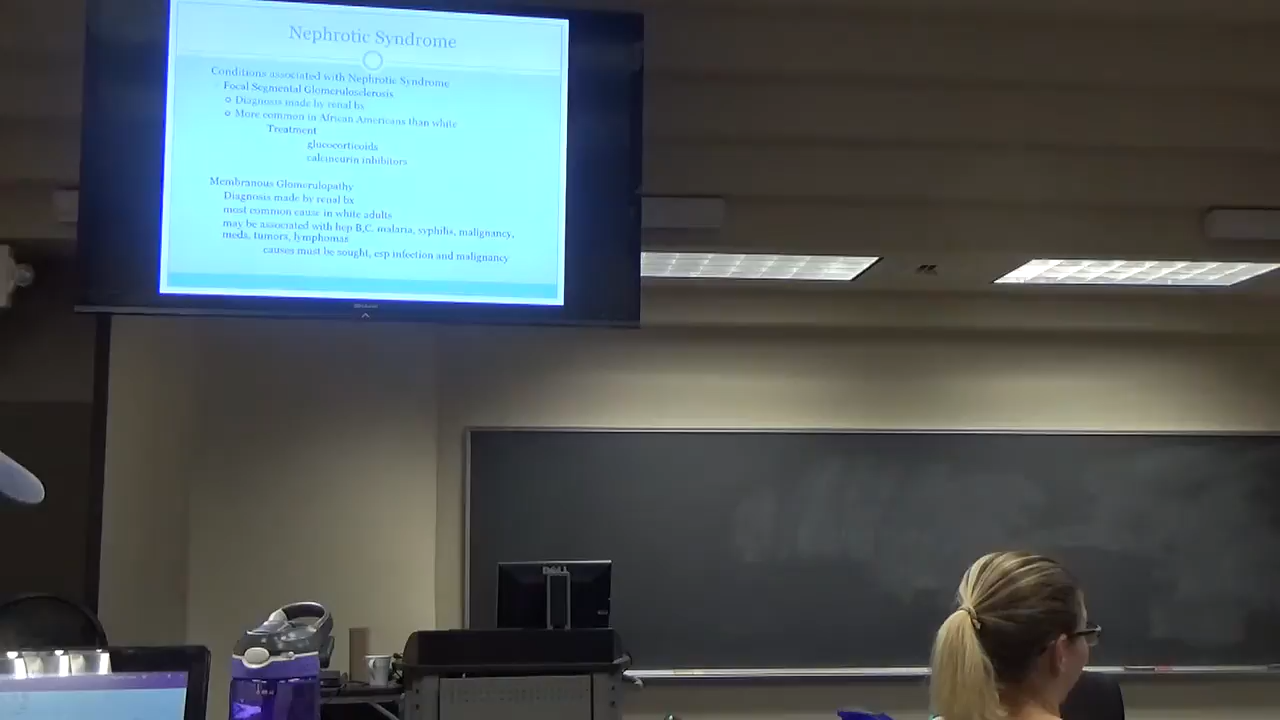 Nephrotic Syndrome
Conditions associated with Nephrotic Syndrome
Focal Segmental Glomerulosclerosis
Diagnosis made by renal bx
More common in African Americans than white
Treatment
glucocorticoids
calcineurin inhibitors
Membranous Glomerulopathy
Diagnosis made by renal bx
most common cause in white adults
may be associated with hep B,C. malaria, syphilis, malignancy,
meds, tumors, lymphomas
causes must be sought, esp infection and malignancy
DELL